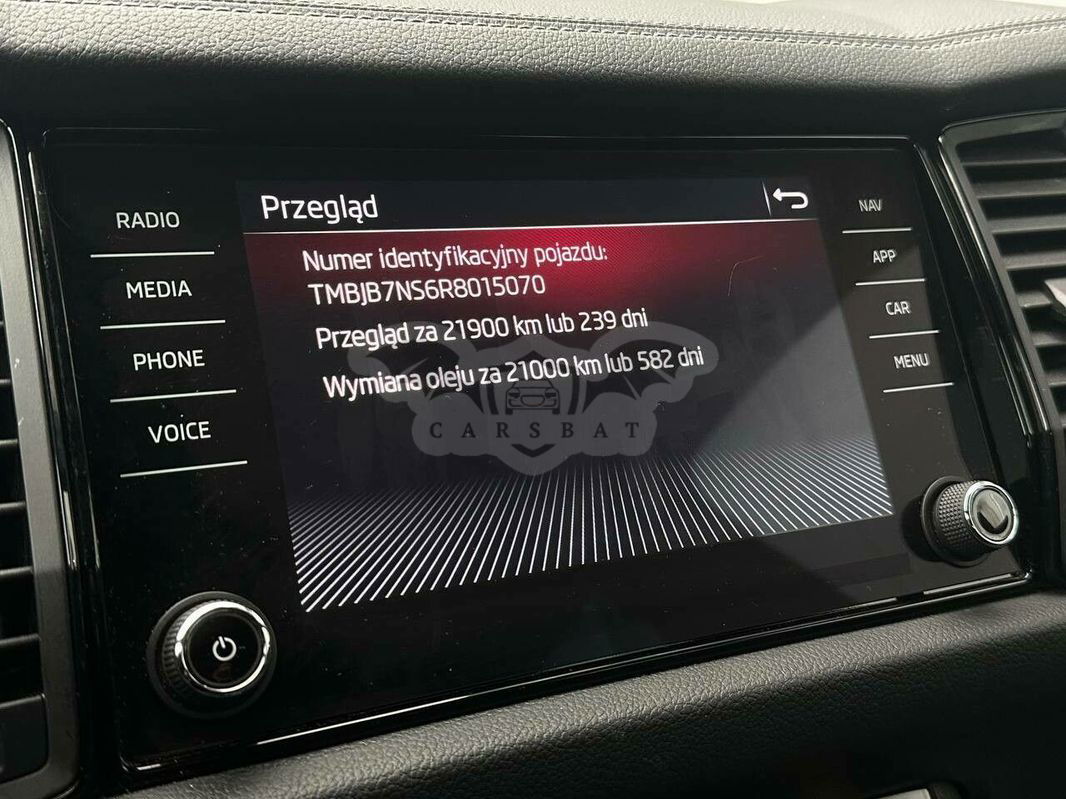 Przegląd
Numer identyfikacyjny pojazdu:
TMBJB7NS6R8015070
Przegląd za 21900 km lub 239 dni
Wymiana oleju za 21000 km lub 582 dni
RADIO
MEDIA
PHONE
VOICE
NAV
APP
CAR
MENU
CARSBAT